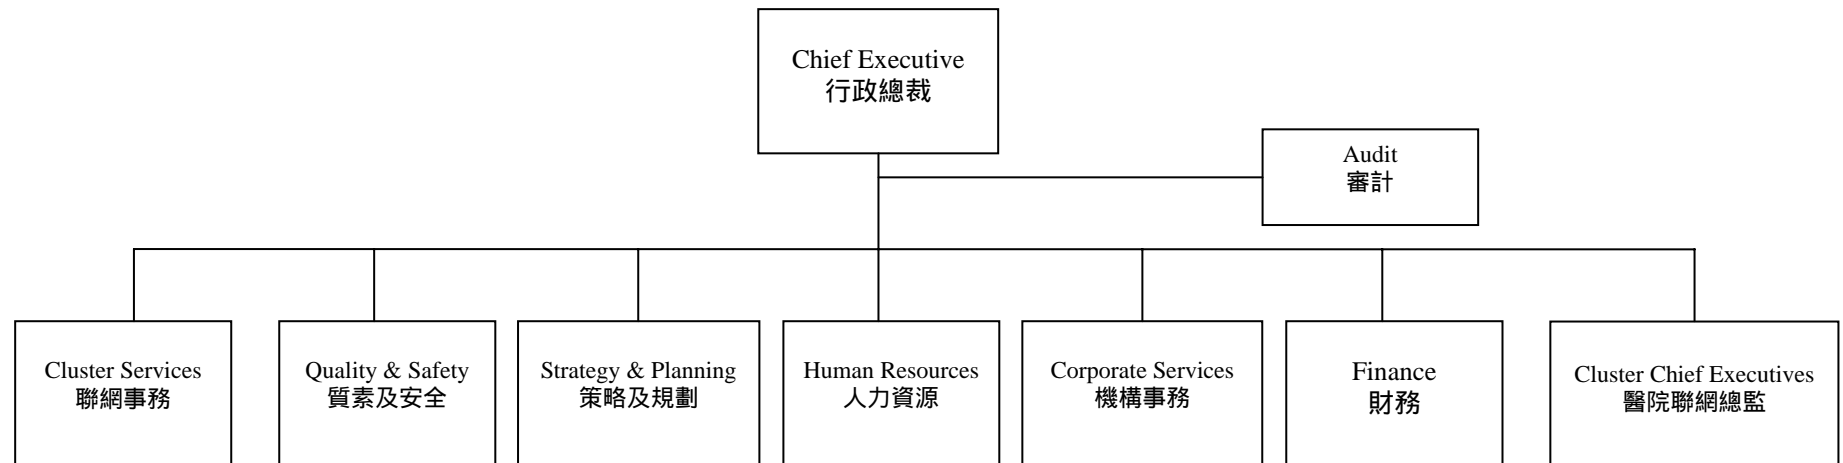 Chief Executive
行政總裁
Audit
審計
Cluster Services
聯網事務
Quality & Safety
質素及安全
Strategy & Planning
策略及規劃
Human Resources
人力資源
Corporate Services
機構事務
Finance
財務
Cluster Chief Executives
醫院聯網總監